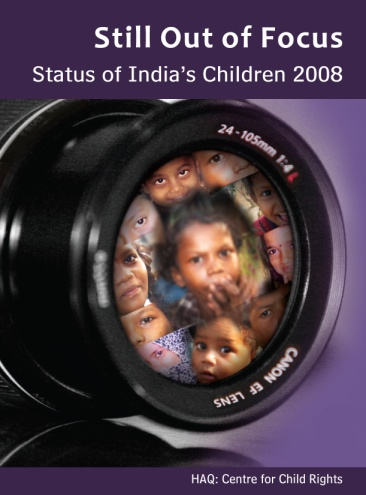 Still Out of Focus
Status of India's Children 2008
24-105mm 1:4 L
CANON EF LENS
HAQ: Centre for Child Rights